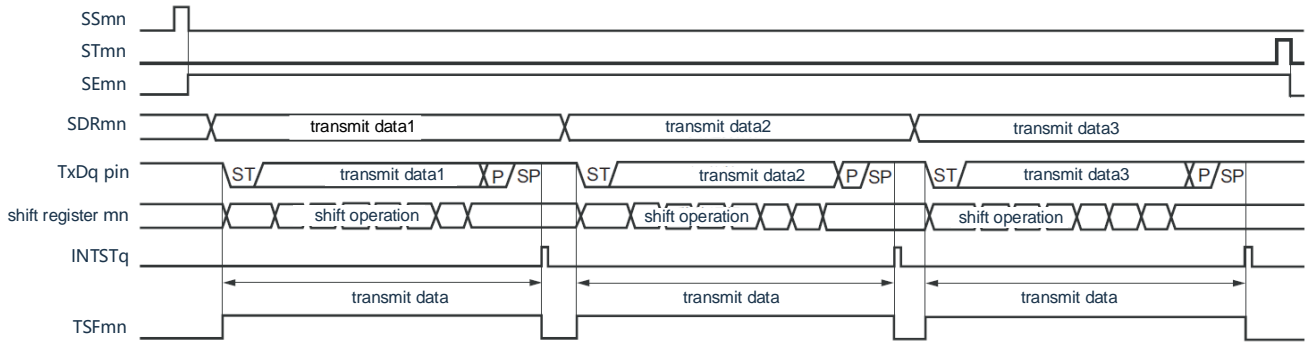 SSmn
STmn
SEmn
SDRmn transmit data1 transmit data2 transmit data3
TxDq pin ST transmit data1 P SP ST transmit data2 P SP ST transmit data3 P SP
shift register mn shift operation shift operation shift operation
INTSTq
transmit data transmit data transmit data
TSFmn